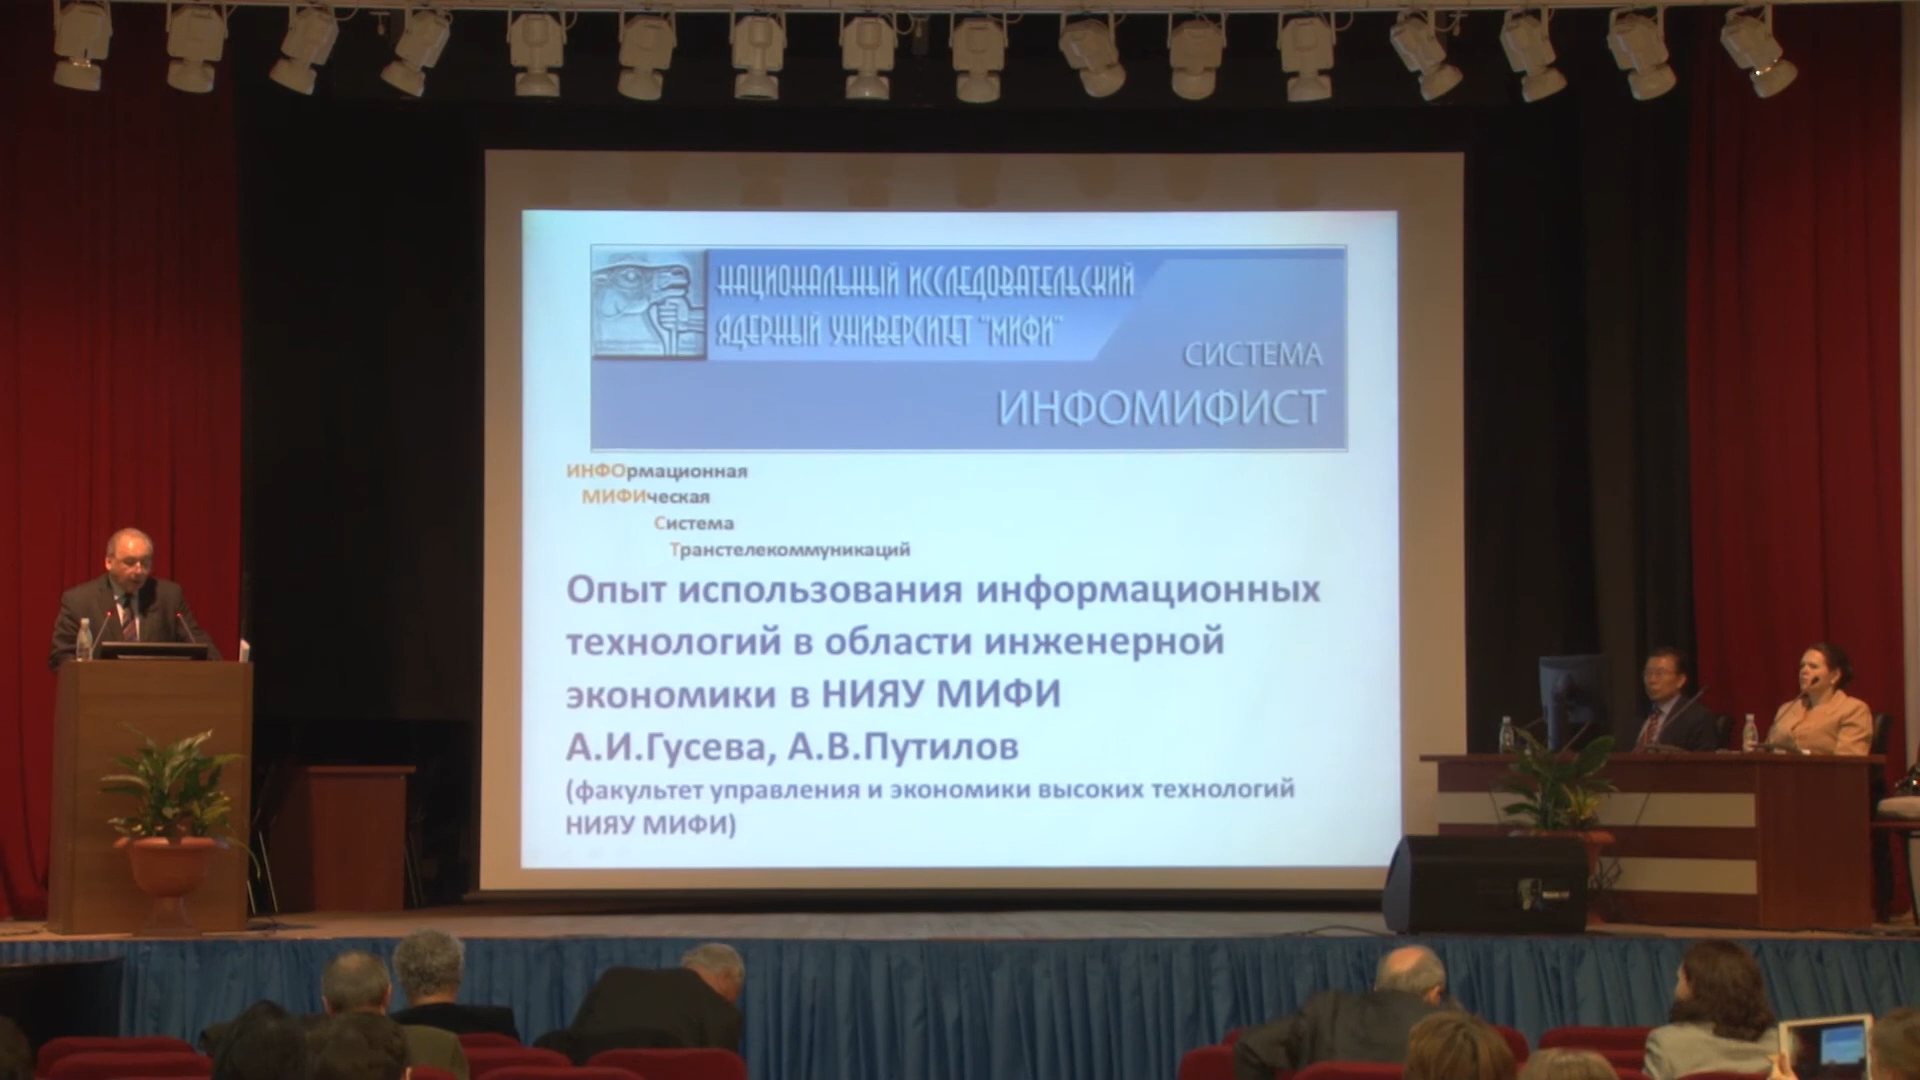 НАЦИОНАЛЬНЫЙ ИССЛЕДОВАТЕЛЬСКИЙ
ЯДЕРНЫЙ УНИВЕРСИТЕТ "МИФИ"
СИСТЕМА
ИНФОМИФИСТ
ИНФОрмационная
МИФИческая
Система
Транстелекоммуникаций
Опыт использования информационных
технологий в области инженерной
экономики в НИЯУ МИФИ
А.И.Гусева, А.В.Путилов
(факультет управления и экономики высоких технологий
НИЯУ МИФИ)